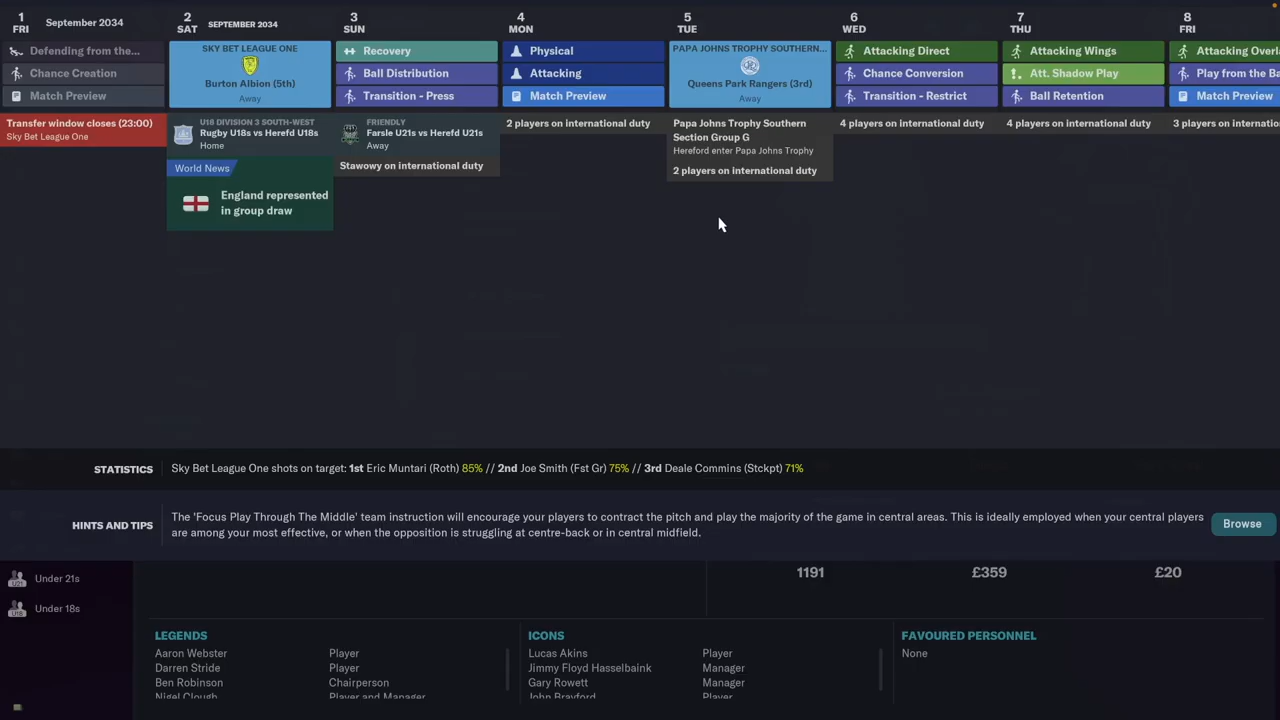 1
FRI
September 2034
2
SAT
SEPTEMBER 2034
3
SUN
4
MON
5
TUE
6
WED
7
THU
8
FRI
Defending from the...
Chance Creation
Match Preview
SKY BET LEAGUE ONE
Burton Albion (5th)
Away
Recovery
Ball Distribution
Transition - Press
Physical
Attacking
Match Preview
PAPA JOHNS TROPHY SOUTHERN...
Queens Park Rangers (3rd)
Away
Attacking Direct
Chance Conversion
Transition - Restrict
Attacking Wings
Att. Shadow Play
Ball Retention
Attacking Overl
Play from the Ba
Match Preview
Transfer window closes (23:00)
Sky Bet League One
U18 DIVISION 3 SOUTH-WEST
Rugby U18s vs Herefd U18s
Home
World News
England represented
in group draw
FRIENDLY
Farsle U21s vs Herefd U21s
Away
Stawowy on international duty
2 players on international duty
Papa Johns Trophy Southern
Section Group G
Hereford enter Papa Johns Trophy
2 players on international duty
4 players on international duty
4 players on international duty
3 players on internatio
STATISTICS
Sky Bet League One shots on target: 1st Eric Muntari (Roth) 85% // 2nd Joe Smith (Fst Gr) 75% // 3rd Deale Commins (Stckpt) 71%
HINTS AND TIPS
The 'Focus Play Through The Middle' team instruction will encourage your players to contract the pitch and play the majority of the game in central areas. This is ideally employed when your central players
are among your most effective, or when the opposition is struggling at centre-back or in central midfield.
Browse
U21
Under 21s
U18
Under 18s
1191
£359
£20
LEGENDS
Aaron Webster Player
Darren Stride Player
Ben Robinson Chairperson
Nigel Clough Player and Manager
ICONS
Lucas Akins Player
Jimmy Floyd Hasselbaink Manager
Gary Rowett Manager
John Brayford Player
FAVOURED PERSONNEL
None